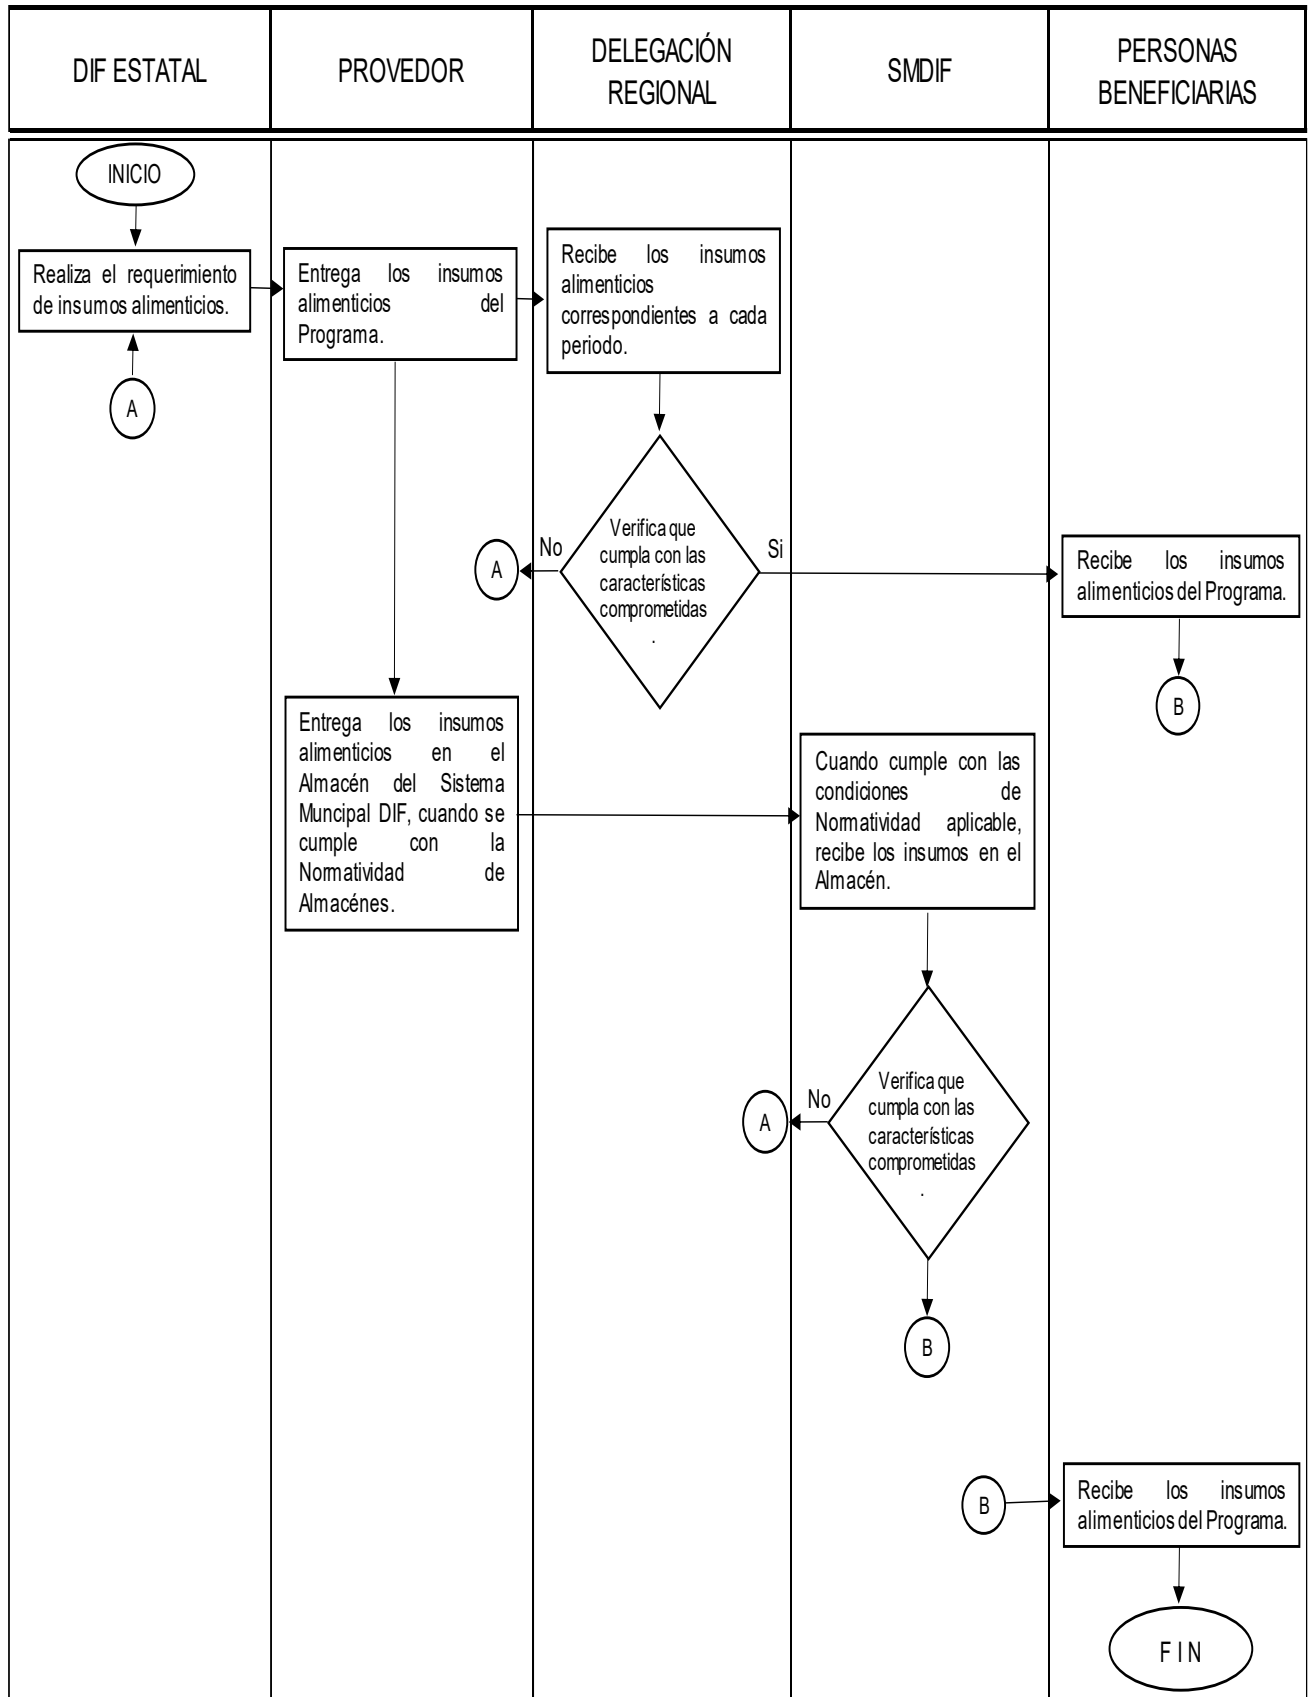 DIF ESTATAL
PROVEDOR
DELEGACIÓN
REGIONAL
SMDIF
PERSONAS
BENEFICIARIAS
INICIO
Realiza el requerimiento
de insumos alimenticios.
A
Entrega los insumos
alimenticios del
Programa.
Recibe los insumos
alimenticios
correspondientes a cada
periodo.
Verifica que
cumpla con las
características
comprometidas
.
No
A
Si
Recibe los insumos
alimenticios del Programa.
B
Entrega los insumos
alimenticios en el
Almacén del Sistema
Muncipal DIF, cuando se
cumple con la
Normatividad de
Almacénes.
Cuando cumple con las
condiciones de
Normatividad aplicable,
recibe los insumos en el
Almacén.
Verifica que
cumpla con las
características
comprometidas
.
No
A
B
B
Recibe los insumos
alimenticios del Programa.
F I N